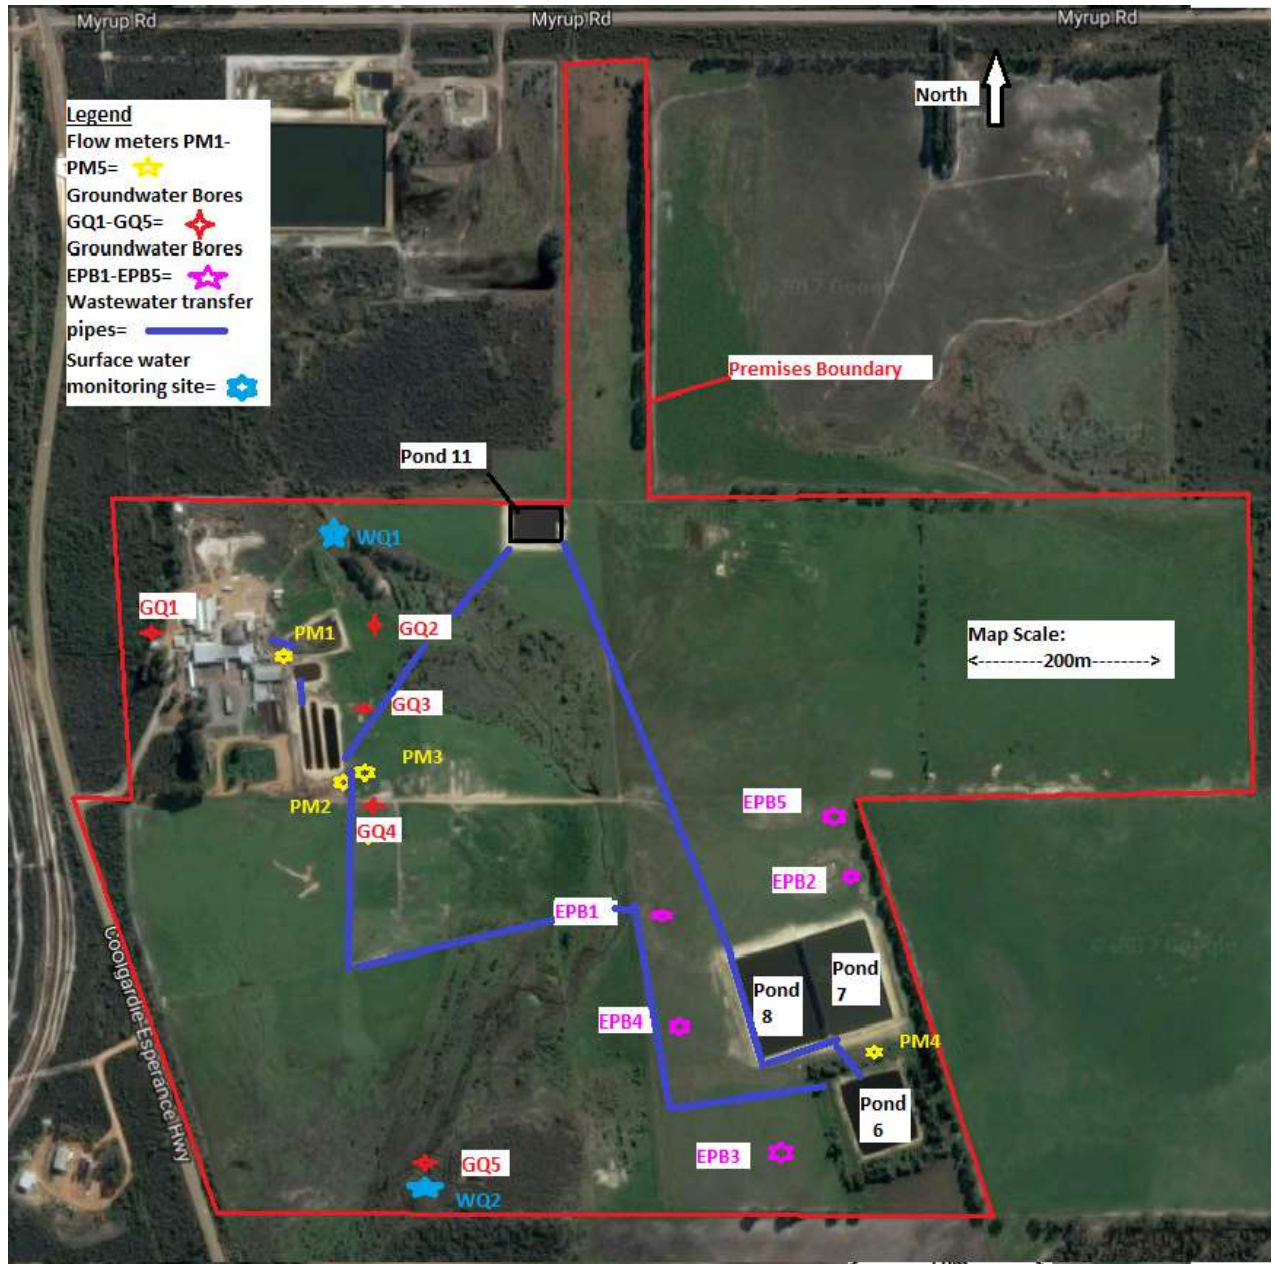 Myrup Rd
Myrup Rd
Myrup Rd
North
Legend
Flow meters PM1-
PM5=
Groundwater Bores
GQ1-GQ5=
Groundwater Bores
EPB1-EPB5=
Wastewater transfer
pipes=
Surface water
monitoring site=
Premises Boundary
Pond 11
WQ1
GQ1
PM1
GQ2
Map Scale:
<---------200m-------->
GQ3
PM3
PM2
GQ4
EPB5
EPB2
EPB1
Pond
7
Pond
8
EPB4
PM4
Pond
6
EPB3
GQ5
WQ2
Coolgardie-Esperance Hwy